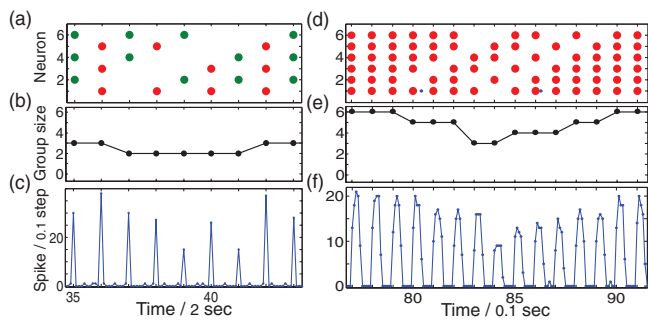 (a)
Neuron
6
4
2
(b)
Group size
6
4
2
0
(c)
Spike / 0.1 step
20
0
35
40
Time / 2 sec
(d)
6
4
2
(e)
6
4
2
0
(f)
20
10
0
80
85
90
Time / 0.1 sec